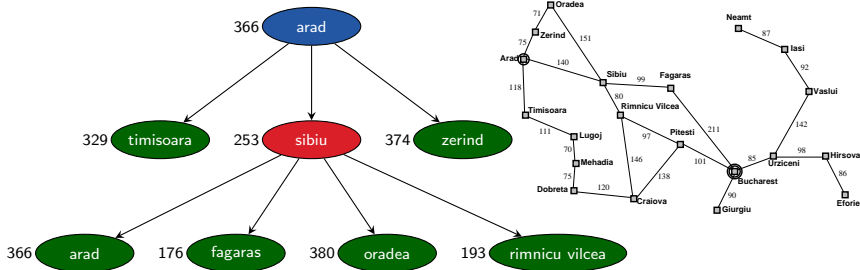 366 arad
329 timisoara 253 sibiu 374 zerind
366 arad 176 fagaras 380 oradea 193 rimnicu vilcea
Oradea
71
Neamt
Zerind
87
75
151
Iasi
Arad
140
92
Sibiu
99
Fagaras
118
80
Vaslui
Timisoara
Rimnicu Vilcea
111
Lugoj
97
Pitesti
211
142
70
Mehadia
146
101
85
98
Hirsova
Urziceni
75
138
86
Dobreta
120
Bucharest
90
Craiova
Giurgiu
Eforie